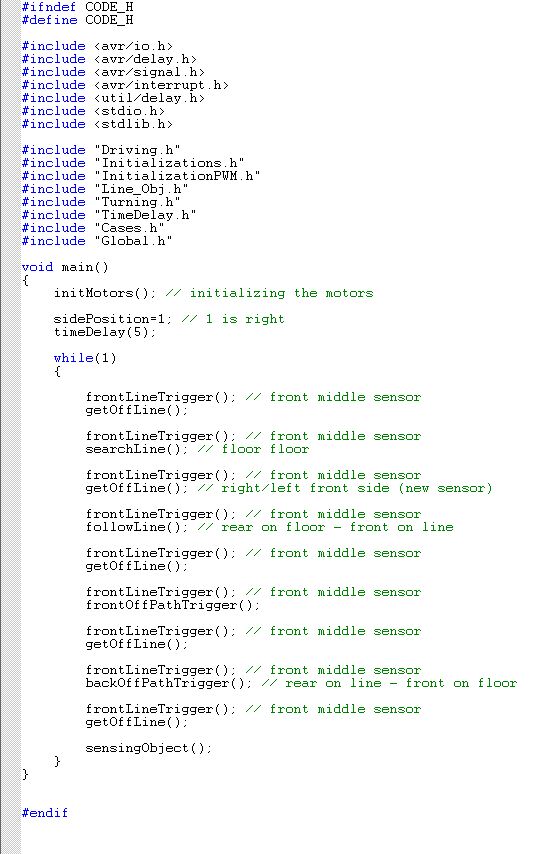 #ifndef CODE_H
#define CODE_H
#include <avr/io.h>
#include <avr/delay.h>
#include <avr/signal.h>
#include <avr/interrupt.h>
#include <util/delay.h>
#include <stdio.h>
#include <stdlib.h>
#include "Driving.h"
#include "Initializations.h"
#include "InitializationPWM.h"
#include "Line_Obj.h"
#include "Turning.h"
#include "TimeDelay.h"
#include "Cases.h"
#include "Global.h"
void main()
{
initMotors(); // initializing the motors
sidePosition=1; // 1 is right
timeDelay(5);
while(1)
{
frontLineTrigger(); // front middle sensor
getOffLine();
frontLineTrigger(); // front middle sensor
searchLine(); // floor floor
frontLineTrigger(); // front middle sensor
getOffLine(); // right/left front side (new sensor)
frontLineTrigger(); // front middle sensor
followLine(); // rear on floor - front on line
frontLineTrigger(); // front middle sensor
getOffLine();
frontLineTrigger(); // front middle sensor
frontOffPathTrigger();
frontLineTrigger(); // front middle sensor
getOffLine();
frontLineTrigger(); // front middle sensor
backOffPathTrigger(); // rear on line - front on floor
frontLineTrigger(); // front middle sensor
getOffLine();
sensingObject();
}
}
#endif